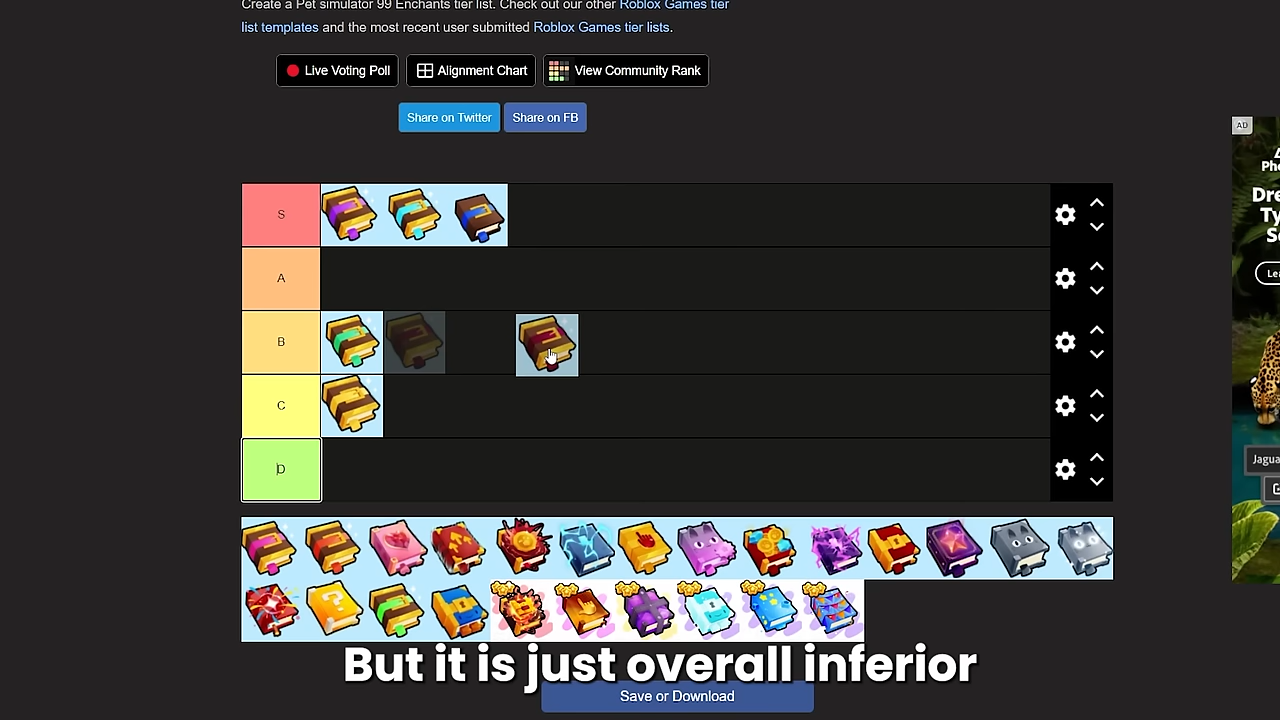 Create a Pet simulator 99 Enchants tier list. Check out our other Roblox Games tier
list templates and the most recent user submitted Roblox Games tier lists.
Live Voting Poll
Alignment Chart
View Community Rank
Share on Twitter
Share on FB
AD
S
A
B
C
D
But it is just overall inferior
Save or Download